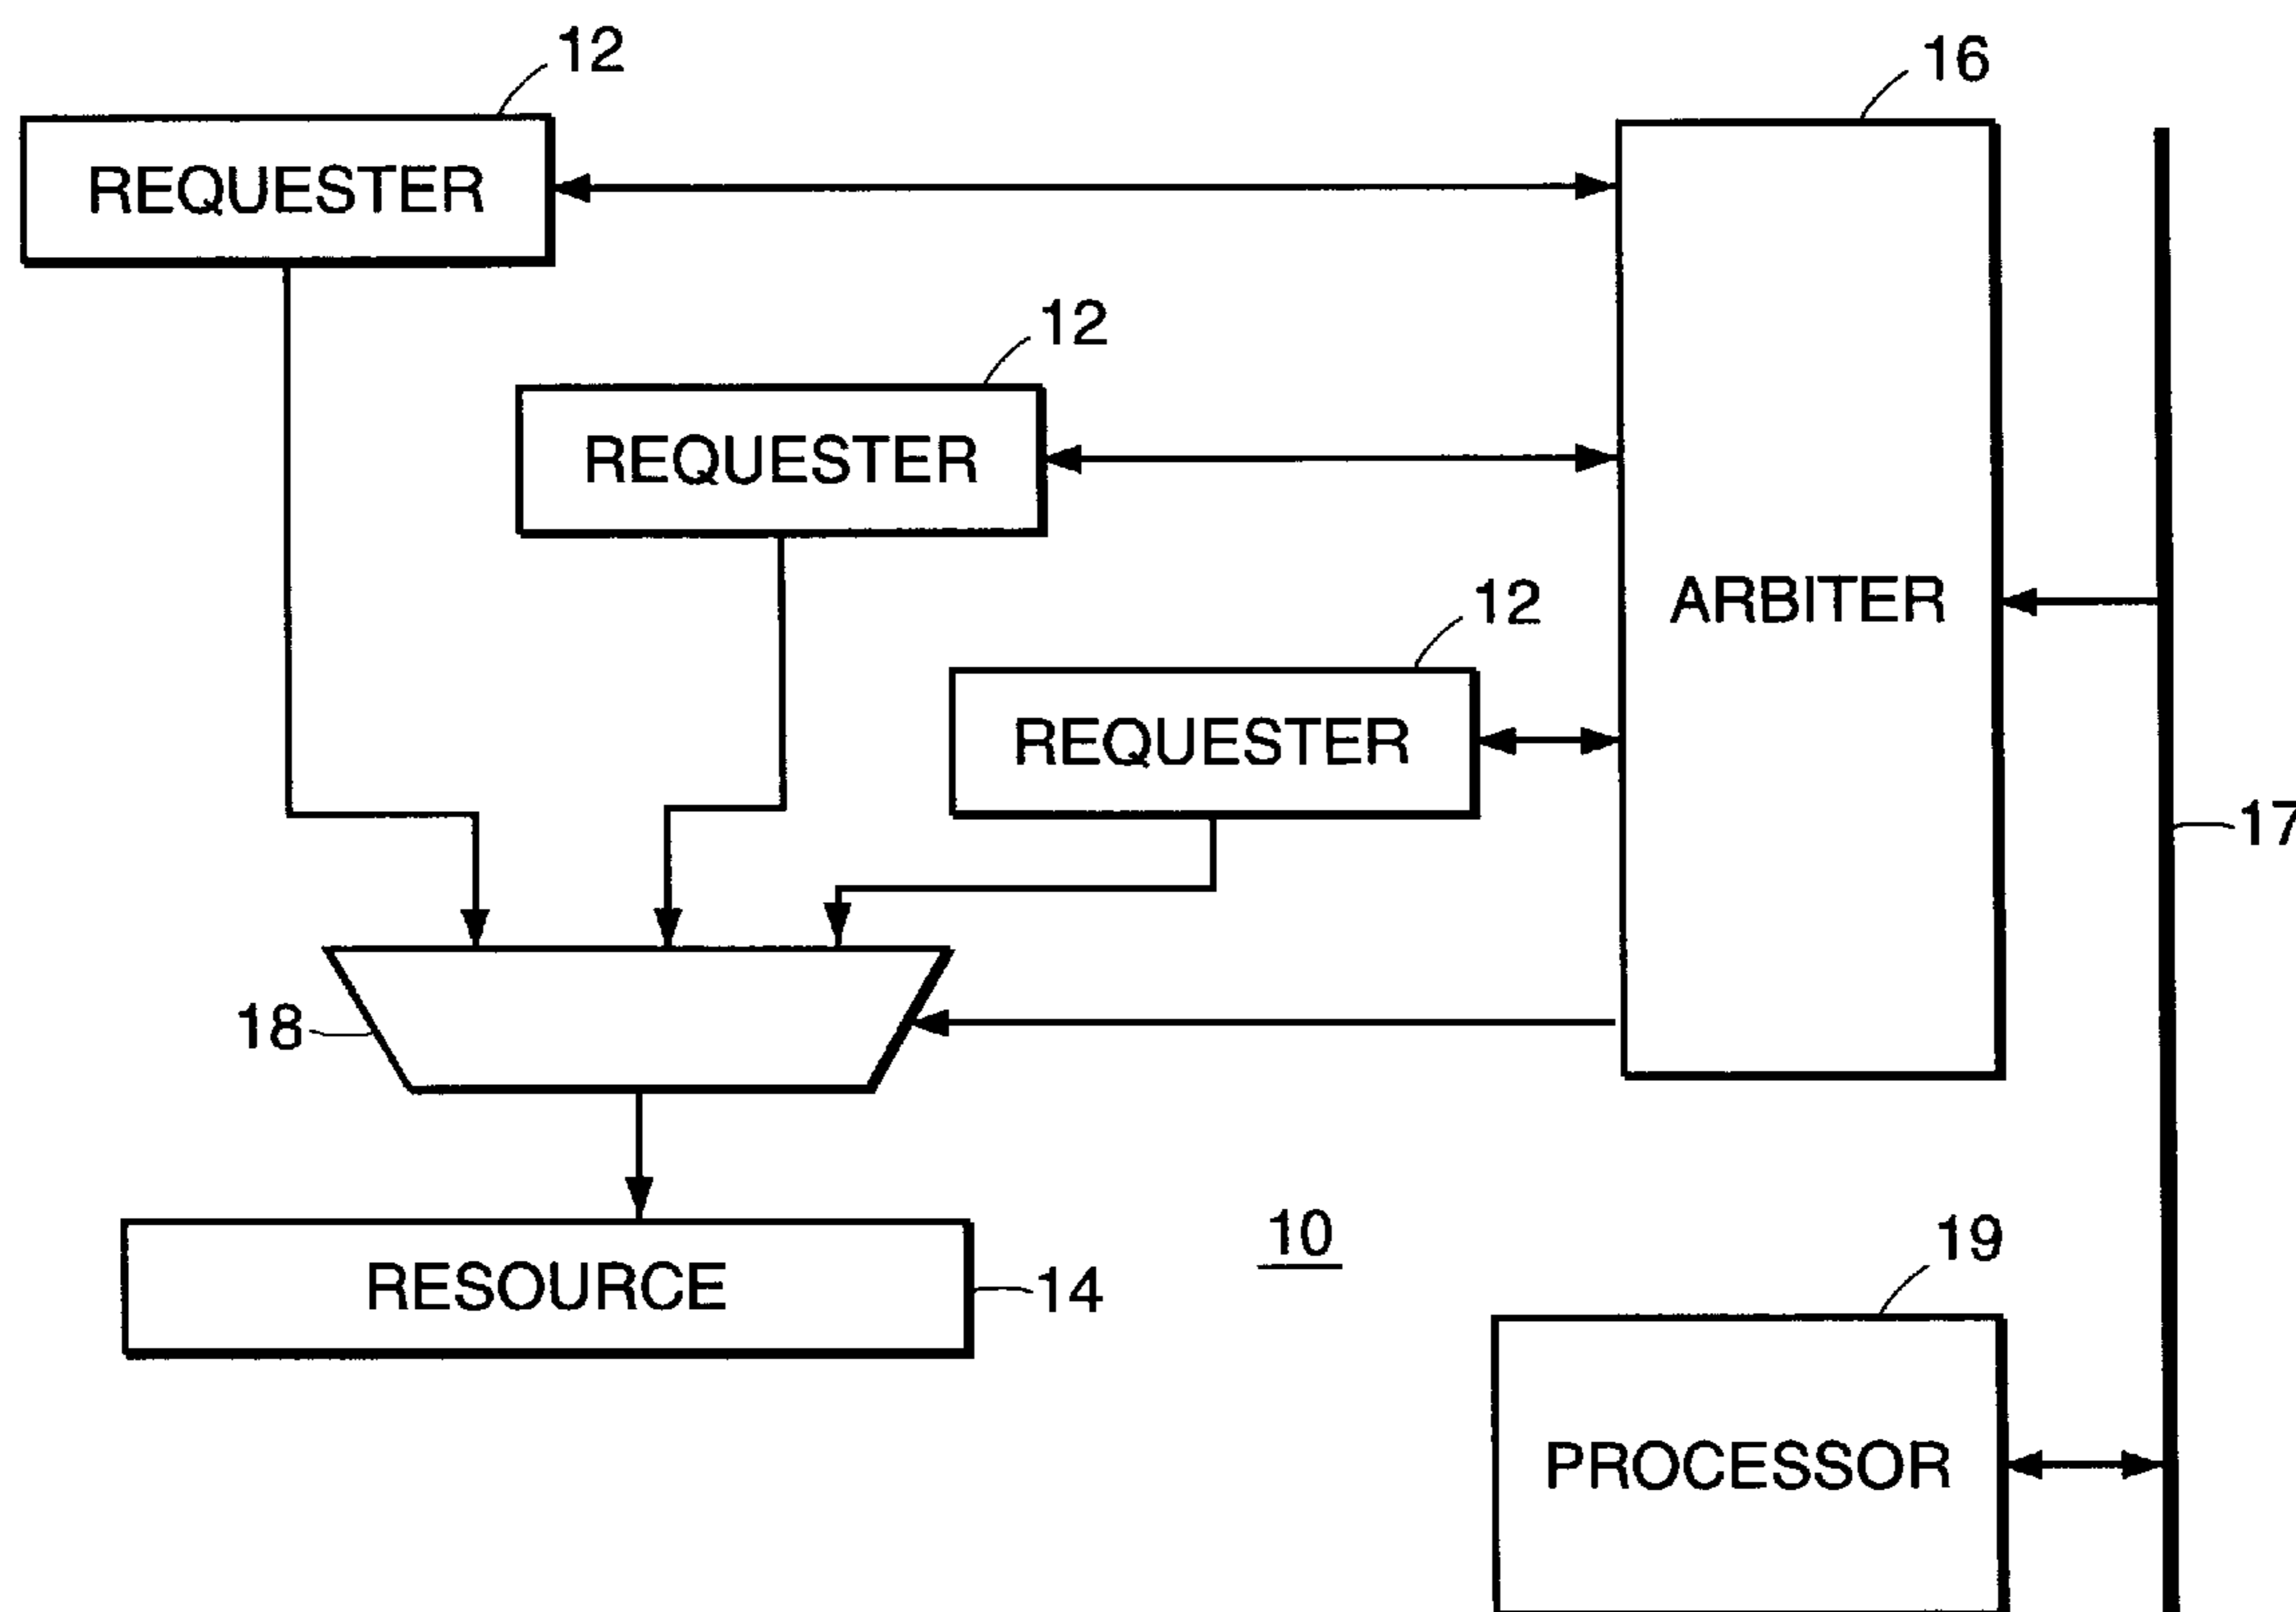 12
16
REQUESTER
12
REQUESTER
12
ARBITER
REQUESTER
17
18
10
19
RESOURCE
14
PROCESSOR